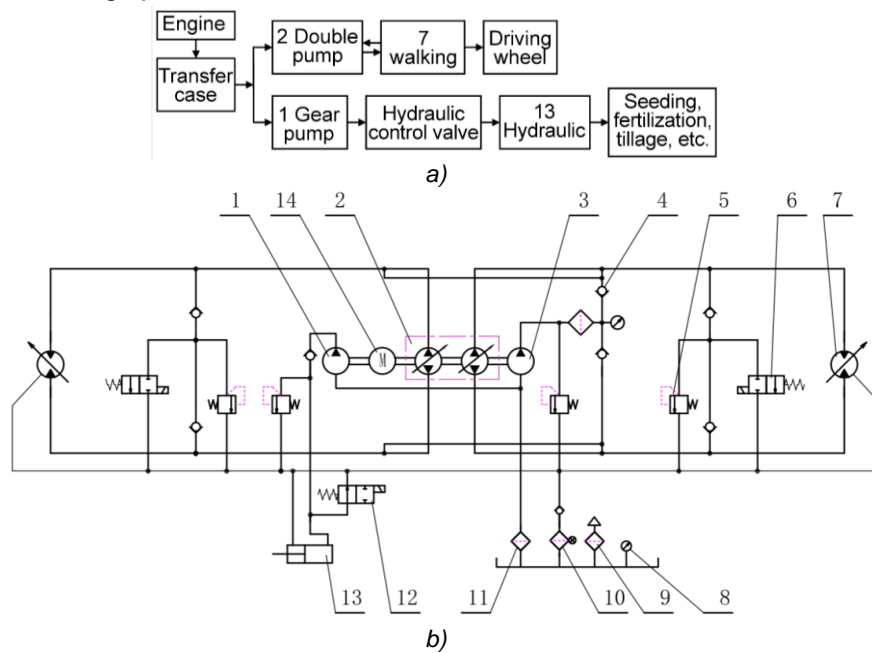 Engine
Transfer
case
2 Double
pump
7
walking
Driving
wheel
1 Gear
pump
Hydraulic
control valve
13
Hydraulic
Seeding,
fertilization,
tillage, etc.
a)
1 14 2 3 4 5 6 7
M
13 12 11 10 9 8
b)